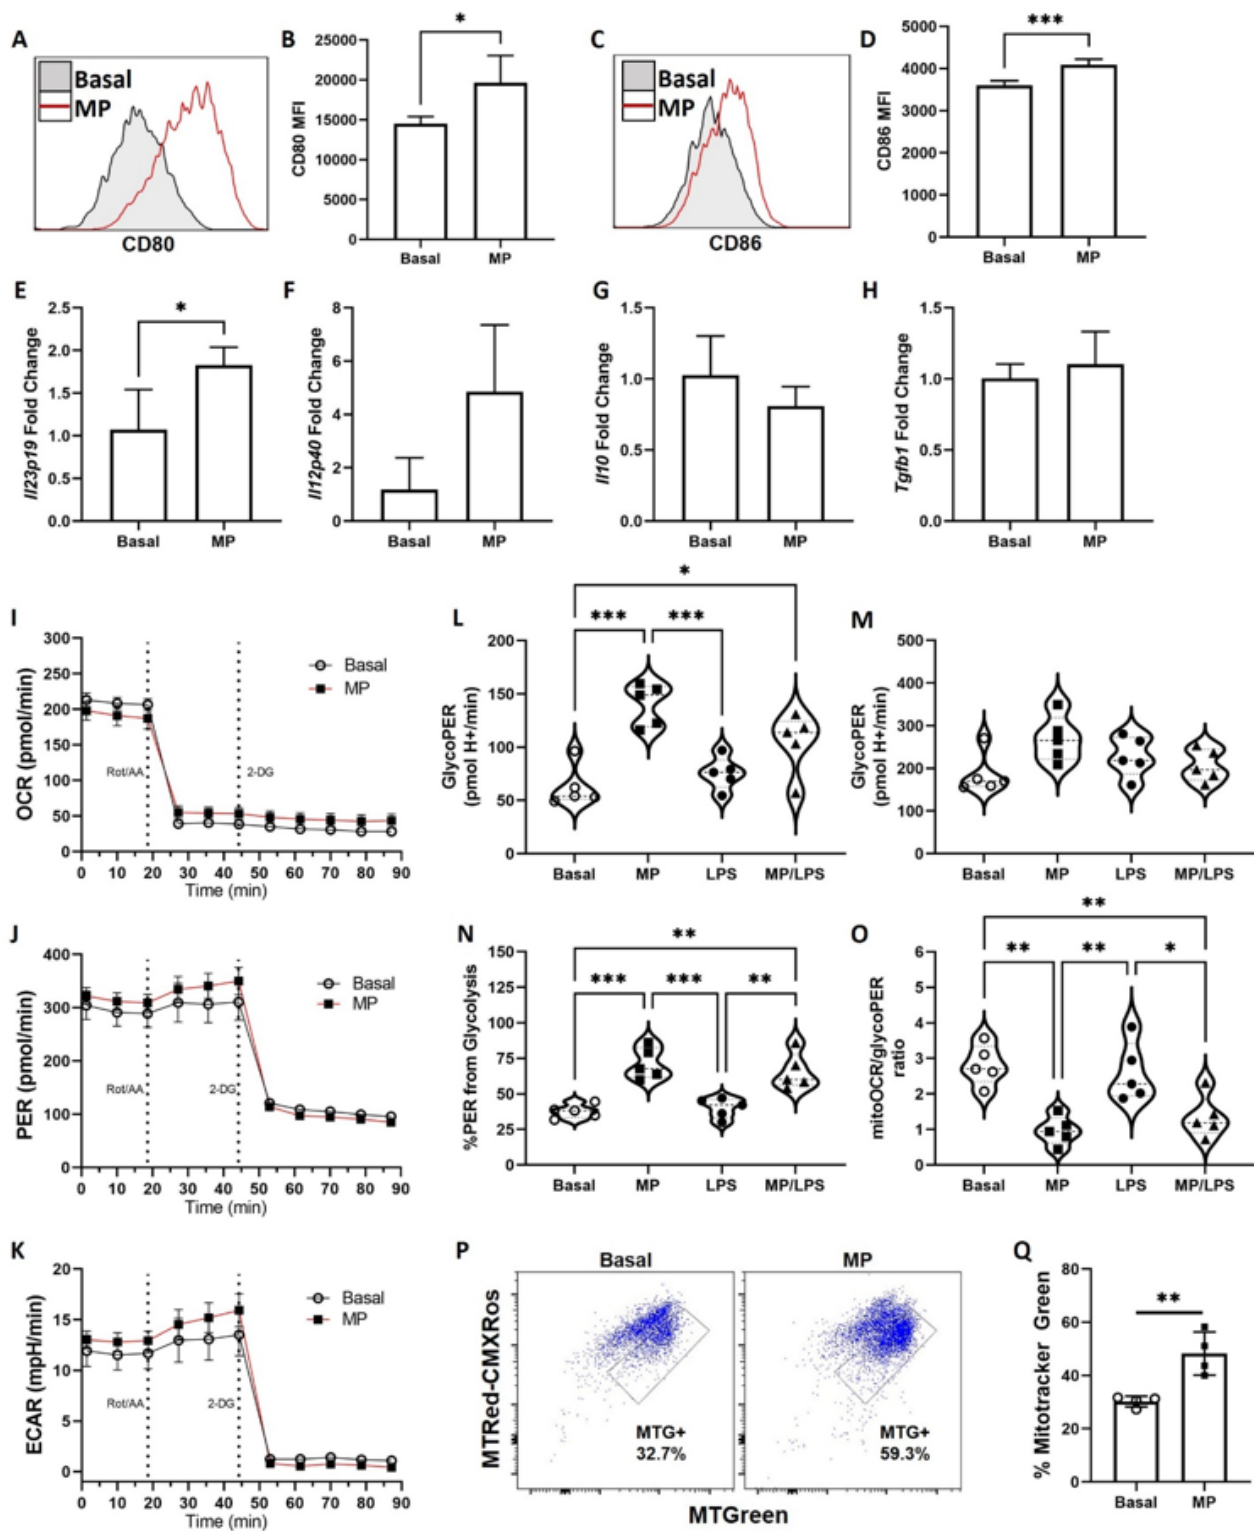 A
Basal
MP
CD80
B
*
25000
20000
15000
10000
5000
0
CD80 MFI
Basal MP
C
Basal
MP
CD86
D
***
5000
4000
3000
2000
1000
0
CD86 MFI
Basal MP
E
*
2.5
2.0
1.5
1.0
0.5
0.0
Il23p19 Fold Change
Basal MP
F
8
6
4
2
0
Il12p40 Fold Change
Basal MP
G
1.5
1.0
0.5
0.0
Il10 Fold Change
Basal MP
H
1.5
1.0
0.5
0.0
Tgfb1 Fold Change
Basal MP
I
300
250
200
150
100
50
0
OCR (pmol/min)
Basal
MP
Rot/AA
2-DG
0 10 20 30 40 50 60 70 80 90
Time (min)
L
*
*** ***
200
150
100
50
0
GlycoPER
(pmol H+/min)
Basal MP LPS MP/LPS
M
500
400
300
200
100
0
GlycoPER
(pmol H+/min)
Basal MP LPS MP/LPS
J
400
300
200
100
0
PER (pmol/min)
Basal
MP
Rot/AA
2-DG
0 10 20 30 40 50 60 70 80 90
Time (min)
N
**
*** *** **
150
125
100
75
50
25
0
%PER from Glycolysis
Basal MP LPS MP/LPS
O
**
** ** *
6
5
4
3
2
1
0
mitoOCR/glycoPER
ratio
Basal MP LPS MP/LPS
K
20
15
10
5
0
ECAR (mpH/min)
Basal
MP
Rot/AA
2-DG
0 10 20 30 40 50 60 70 80 90
Time (min)
P
Basal MP
MTRed-CMXRos
MTG+
32.7%
MTG+
59.3%
MTGreen
Q
**
80
60
40
20
0
% Mitotracker Green
Basal MP